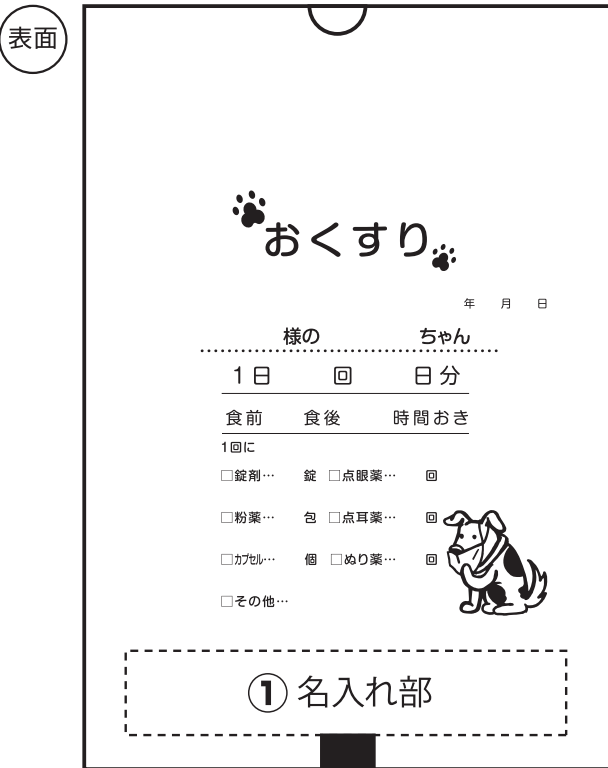 表面
おくすり
年 月 日
様の ちゃん
1日 回 日分
食前 食後 時間おき
1回に
□錠剤… 錠 □点眼薬… 回
□粉薬… 包 □点耳薬… 回
□カプセル… 個 □ぬり薬… 回
□その他…
①名入れ部